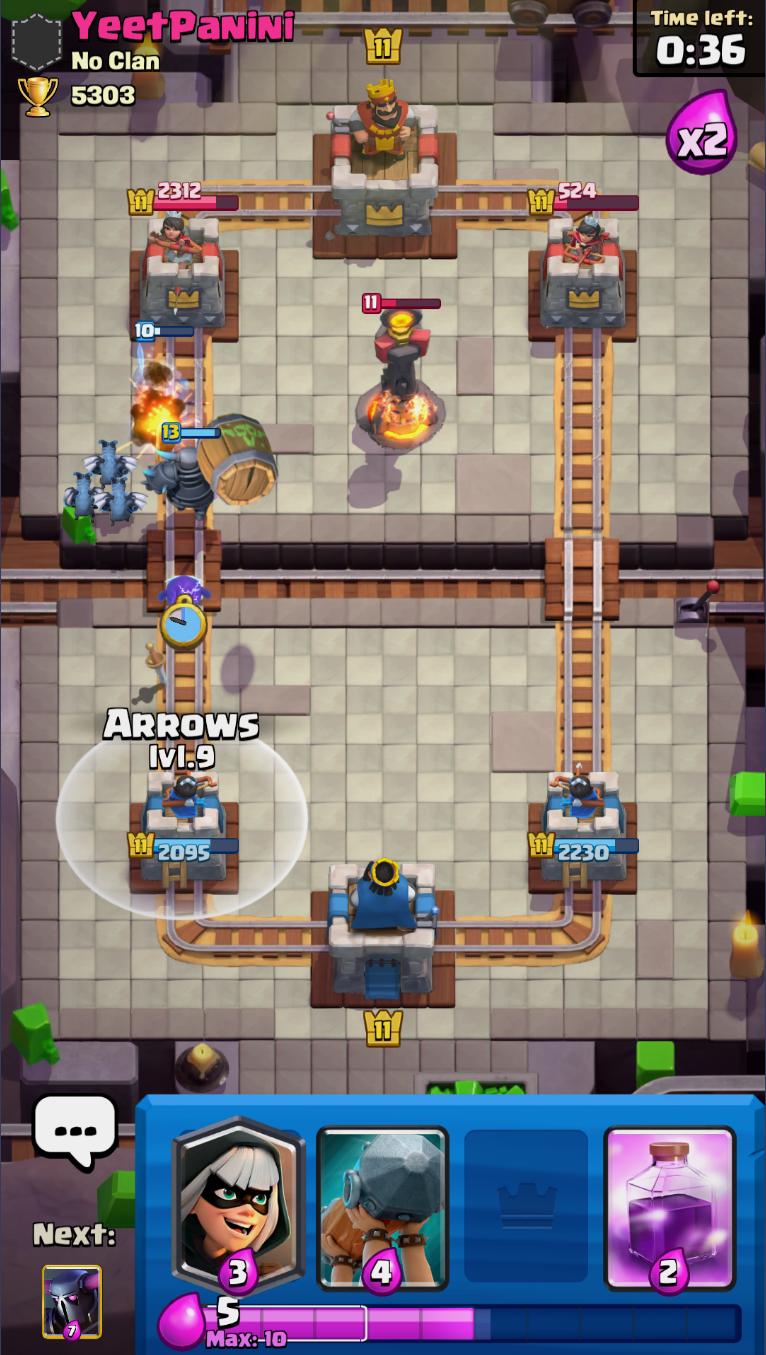 YeetPanini
No Clan
5303
11
Time left:
0:36
x2
11 2312
11 524
11
10
13
Arrows
lvl.9
11 2095
11 2230
11
...
Next:
7
3
4
2
5
Max: 10